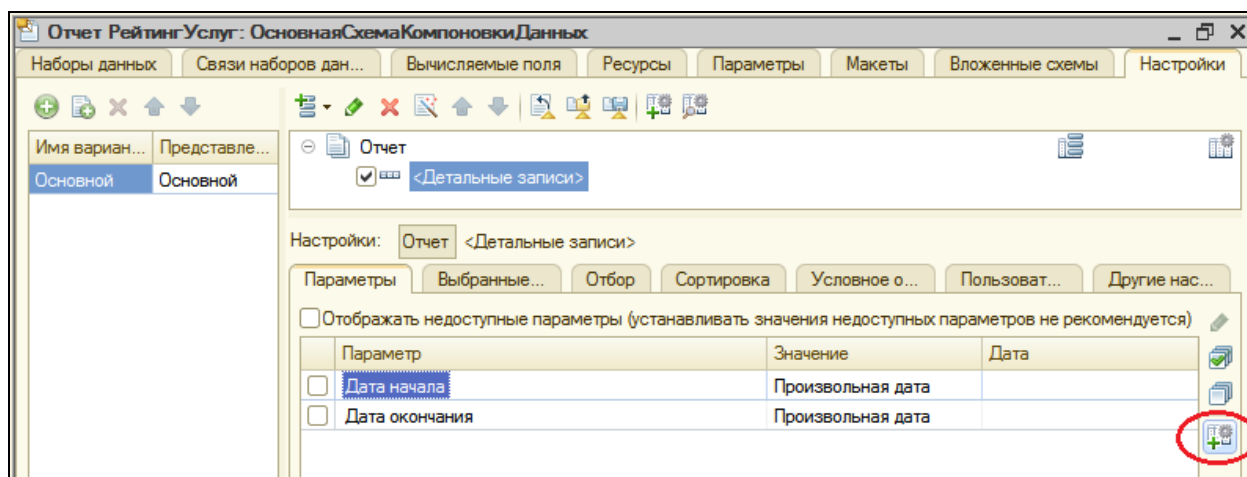 Отчет РейтингУслуг: ОсновнаяСхемаКомпоновкиДанных
Наборы данных Связи наборов дан... Вычисляемые поля Ресурсы Параметры Макеты Вложенные схемы Настройки
Имя вариан... Представле...
Основной Основной
Отчет
<Детальные записи>
Настройки: Отчет <Детальные записи>
Параметры Выбранные... Отбор Сортировка Условное о... Пользоват... Другие нас...
Отображать недоступные параметры (устанавливать значения недоступных параметров не рекомендуется)
Параметр Значение Дата
Дата начала Произвольная дата
Дата окончания Произвольная дата